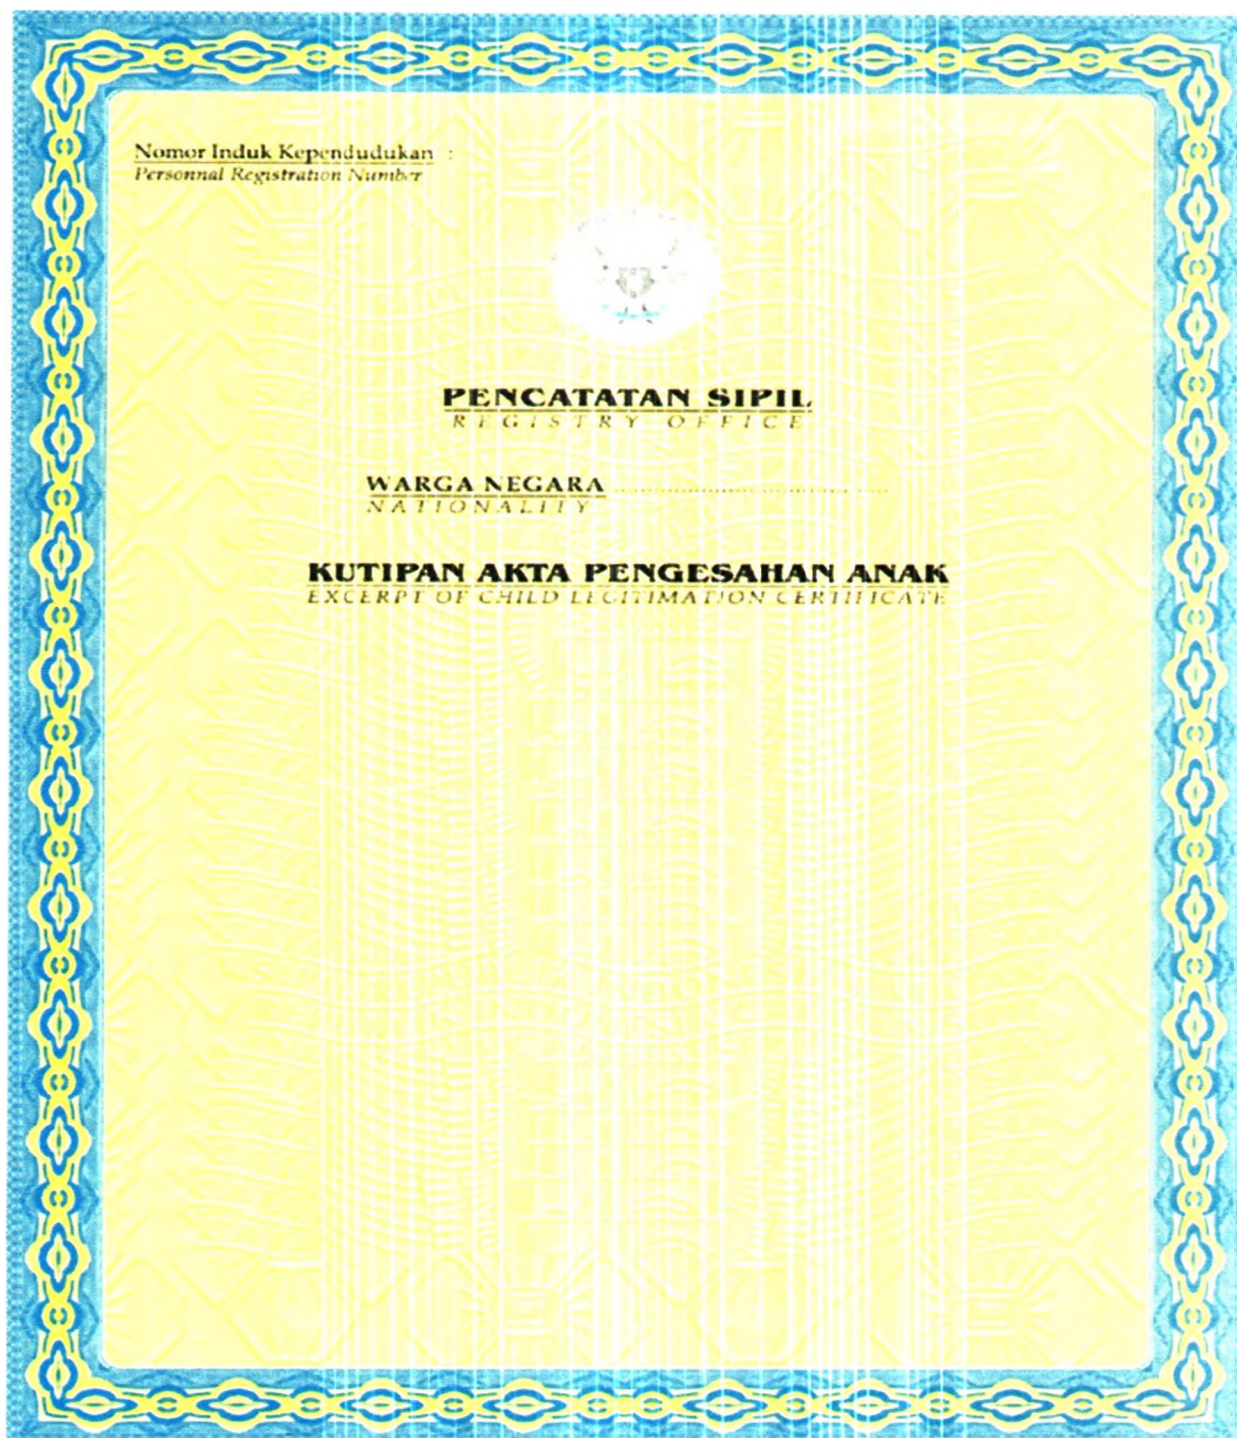 Nomor Induk Kependudukan :
Personnal Registration Number
PENCATATAN SIPIL
REGISTRY OFFICE
WARGA NEGARA ........................................
NATIONALITY
KUTIPAN AKTA PENGESAHAN ANAK
EXCERPT OF CHILD LEGITIMATION CERTIFICATE